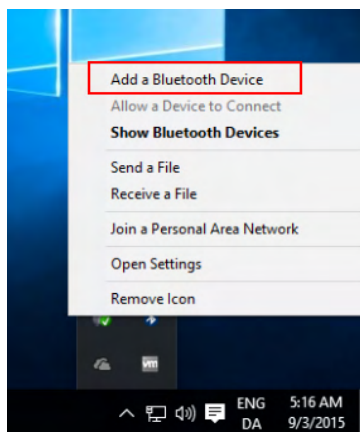 Add a Bluetooth Device
Allow a Device to Connect
Show Bluetooth Devices
Send a File
Receive a File
Join a Personal Area Network
Open Settings
Remove Icon
vm
ENG 5:16 AM
DA 9/3/2015